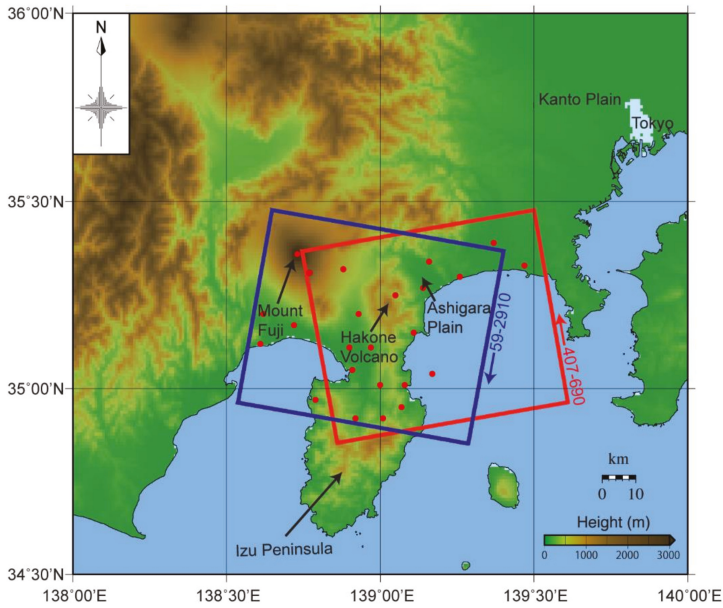 36°00'N
N
Kanto Plain
Tokyo
35°30'N
Mount
Fuji
Ashigara
Plain
Hakone
Volcano
59-2910
407-690
35°00'N
km
0 10
Height (m)
Izu Peninsula
0 1000 2000 3000
34°30'N
138°00'E 138°30'E 139°00'E 139°30'E 140°00'E